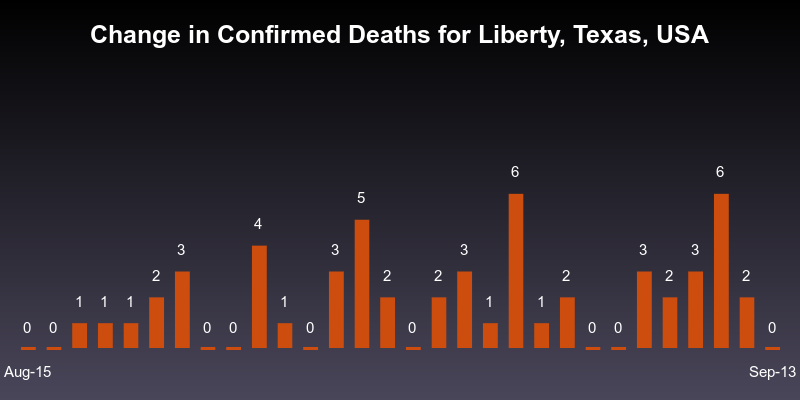 Change in Confirmed Deaths for Liberty, Texas, USA
0 0 1 1 1 2 3 0 0 4 1 0 3 5 2 0 2 3 1 6 1 2 0 0 3 2 3 6 2 0
Aug-15 Sep-13